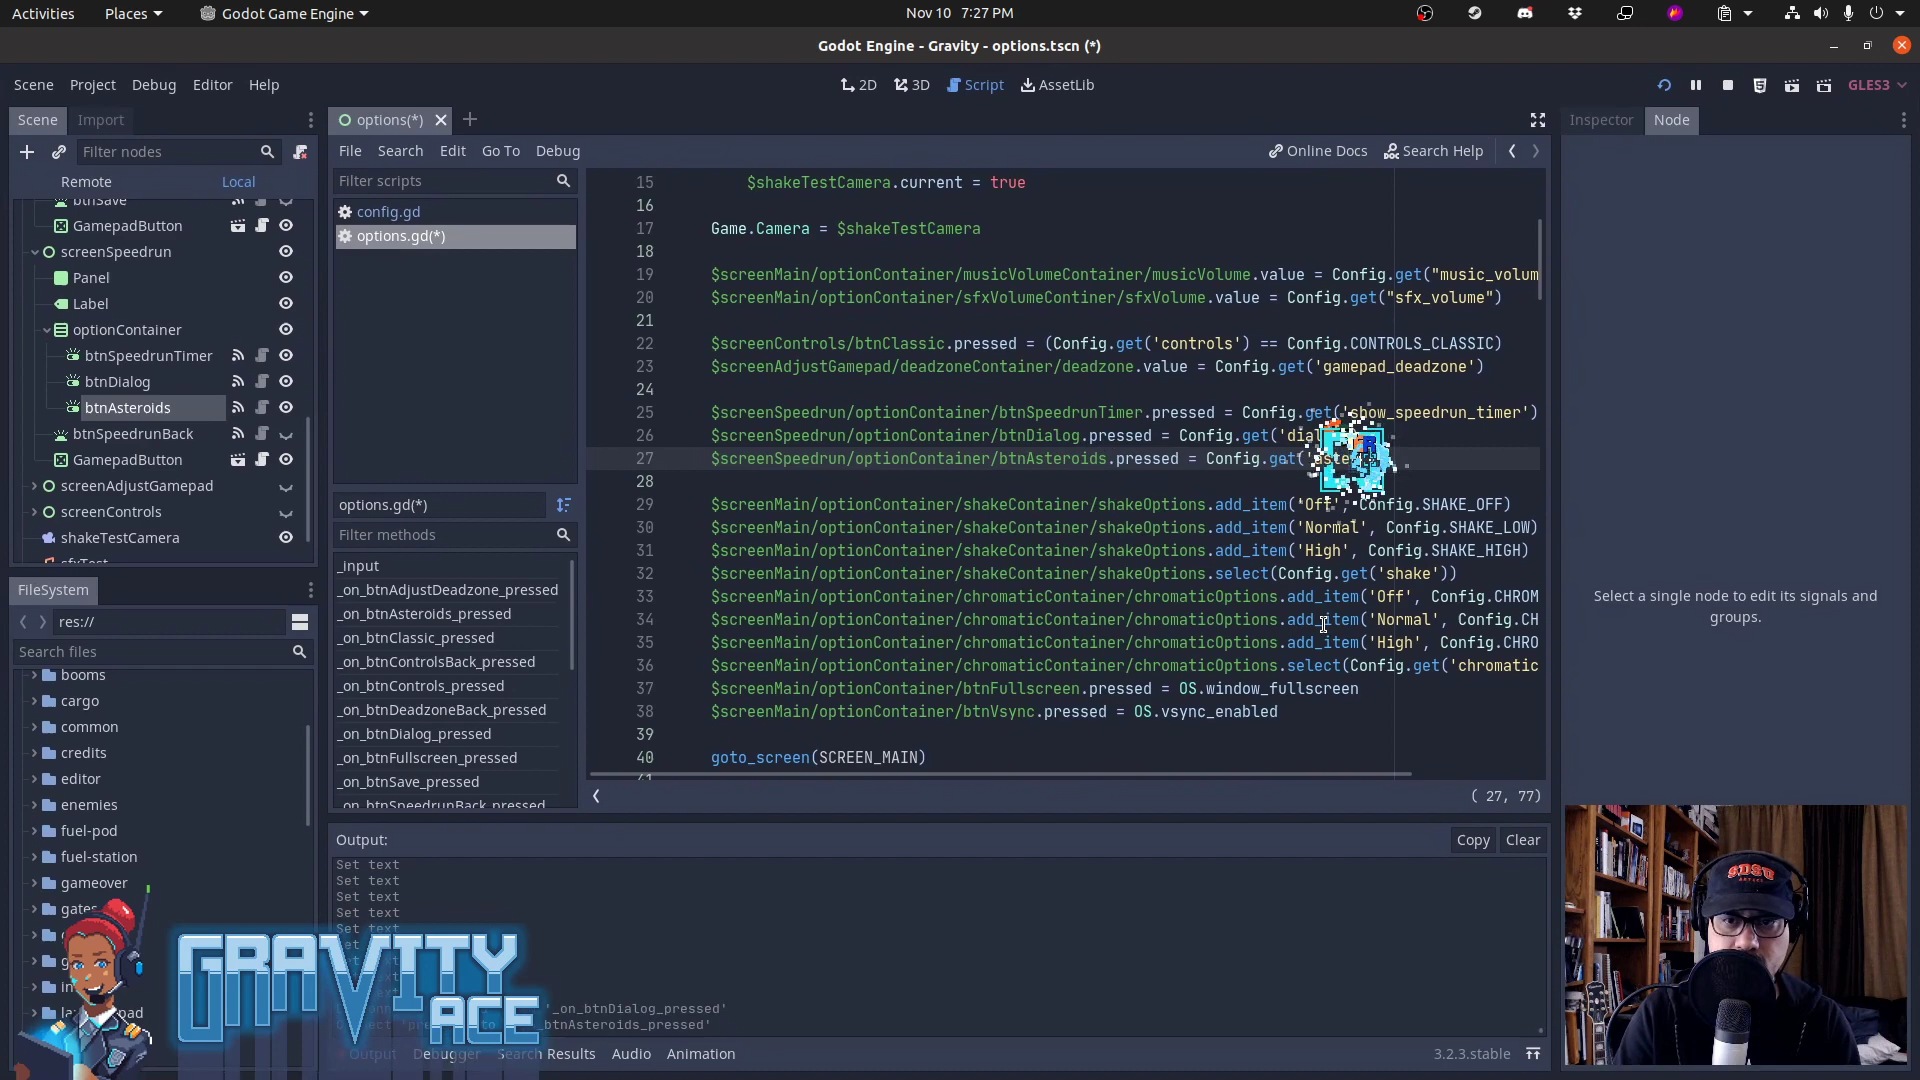 Activities
Places
Godot Game Engine
Nov 10 7:27 PM
Godot Engine - Gravity - options.tscn (*)
Scene Project Debug Editor Help
2D 3D Script AssetLib
GLES3
Scene Import
Filter nodes
Remote Local
btnSave
GamepadButton
screenSpeedrun
Panel
Label
optionContainer
btnSpeedrunTimer
btnDialog
btnAsteroids
btnSpeedrunBack
GamepadButton
screenAdjustGamepad
screenControls
shakeTestCamera
sfxTest
FileSystem
res://
Search files
booms
cargo
common
credits
editor
enemies
fuel-pod
fuel-station
gameover
gates
options(*)
File Search Edit Go To Debug
Online Docs Search Help
Filter scripts
config.gd
options.gd(*)
options.gd(*)
Filter methods
_input
_on_btnAdjustDeadzone_pressed
_on_btnAsteroids_pressed
_on_btnClassic_pressed
_on_btnControlsBack_pressed
_on_btnControls_pressed
_on_btnDeadzoneBack_pressed
_on_btnDialog_pressed
_on_btnFullscreen_pressed
_on_btnSave_pressed
_on_btnSpeedrunBack_pressed
15 $shakeTestCamera.current = true
16
17 Game.Camera = $shakeTestCamera
18
19 $screenMain/optionContainer/musicVolumeContainer/musicVolume.value = Config.get("music_volum
20 $screenMain/optionContainer/sfxVolumeContiner/sfxVolume.value = Config.get("sfx_volume")
21
22 $screenControls/btnClassic.pressed = (Config.get('controls') == Config.CONTROLS_CLASSIC)
23 $screenAdjustGamepad/deadzoneContainer/deadzone.value = Config.get('gamepad_deadzone')
24
25 $screenSpeedrun/optionContainer/btnSpeedrunTimer.pressed = Config.get('show_speedrun_timer')
26 $screenSpeedrun/optionContainer/btnDialog.pressed = Config.get('dial
27 $screenSpeedrun/optionContainer/btnAsteroids.pressed = Config.get('aste
28
29 $screenMain/optionContainer/shakeContainer/shakeOptions.add_item('Off', Config.SHAKE_OFF)
30 $screenMain/optionContainer/shakeContainer/shakeOptions.add_item('Normal', Config.SHAKE_LOW)
31 $screenMain/optionContainer/shakeContainer/shakeOptions.add_item('High', Config.SHAKE_HIGH)
32 $screenMain/optionContainer/shakeContainer/shakeOptions.select(Config.get('shake'))
33 $screenMain/optionContainer/chromaticContainer/chromaticOptions.add_item('Off', Config.CHROM
34 $screenMain/optionContainer/chromaticContainer/chromaticOptions.add_item('Normal', Config.CH
35 $screenMain/optionContainer/chromaticContainer/chromaticOptions.add_item('High', Config.CHRO
36 $screenMain/optionContainer/chromaticContainer/chromaticOptions.select(Config.get('chromatic
37 $screenMain/optionContainer/btnFullscreen.pressed = OS.window_fullscreen
38 $screenMain/optionContainer/btnVsync.pressed = OS.vsync_enabled
39
40 goto_screen(SCREEN_MAIN)
41
( 27, 77)
Output:
Copy Clear
Set text
Set text
Set text
Set text
'_on_btnDialog_pressed'
_btnAsteroids_pressed'
Output Debugger Search Results Audio Animation
3.2.3.stable
Inspector Node
Select a single node to edit its signals and
groups.
SDSU
GRAVITY
ACE